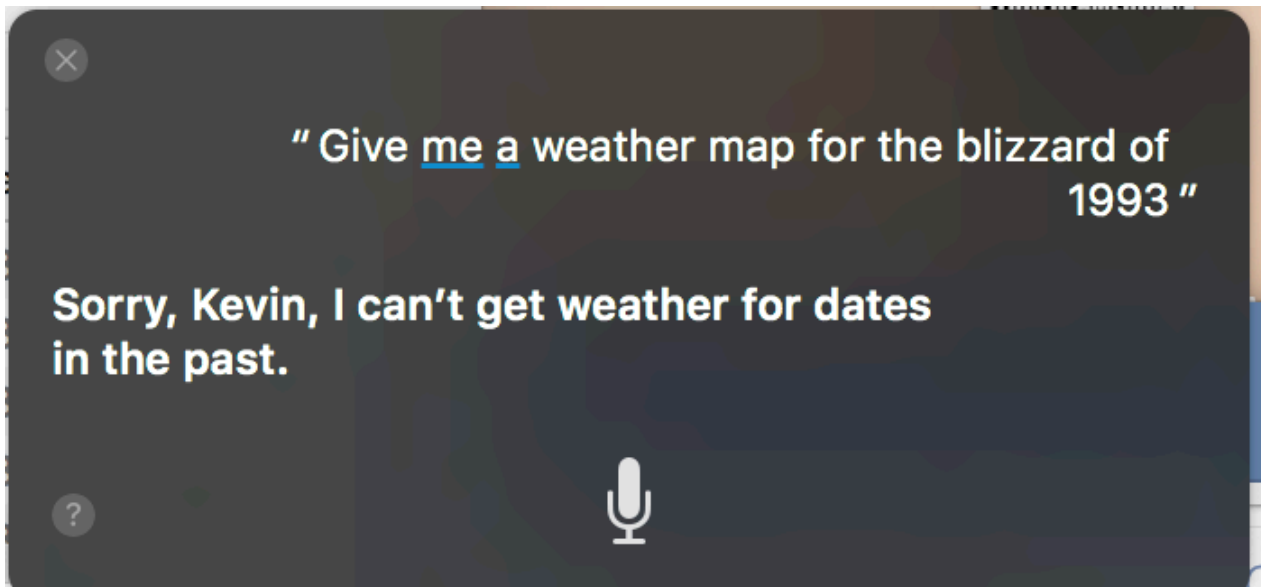 “Give me a weather map for the blizzard of
1993”
Sorry, Kevin, I can’t get weather for dates
in the past.
?